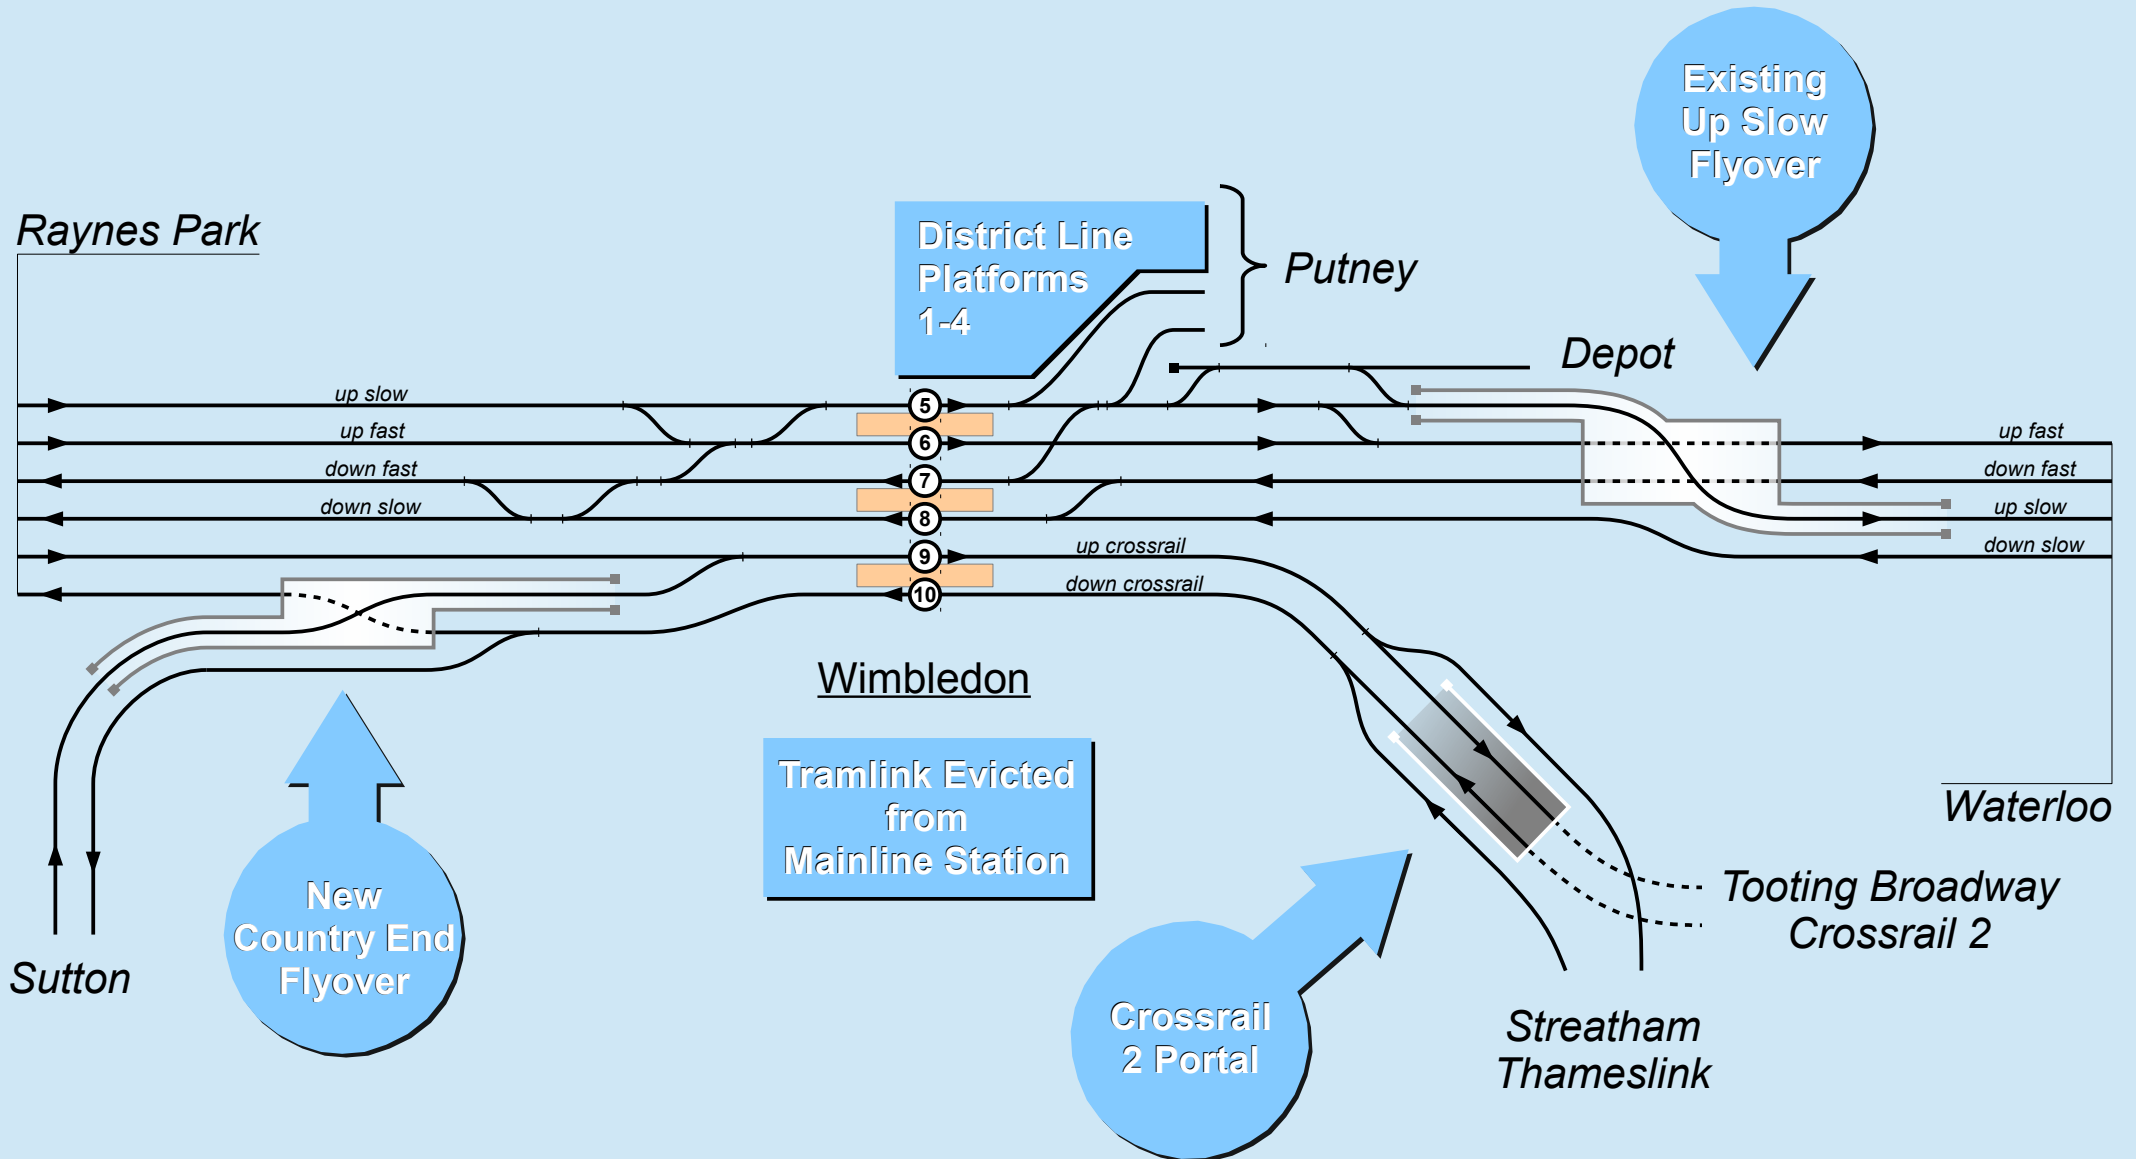 Existing
Up Slow
Flyover
Raynes Park
District Line
Platforms
1-4
Putney
Depot
up slow
5
up fast
6
up fast
down fast
7
down fast
down slow
8
up slow
9
up crossrail
down slow
10
down crossrail
Wimbledon
Tramlink Evicted
from
Mainline Station
Waterloo
New
Country End
Flyover
Sutton
Tooting Broadway
Crossrail 2
Crossrail
2 Portal
Streatham
Thameslink